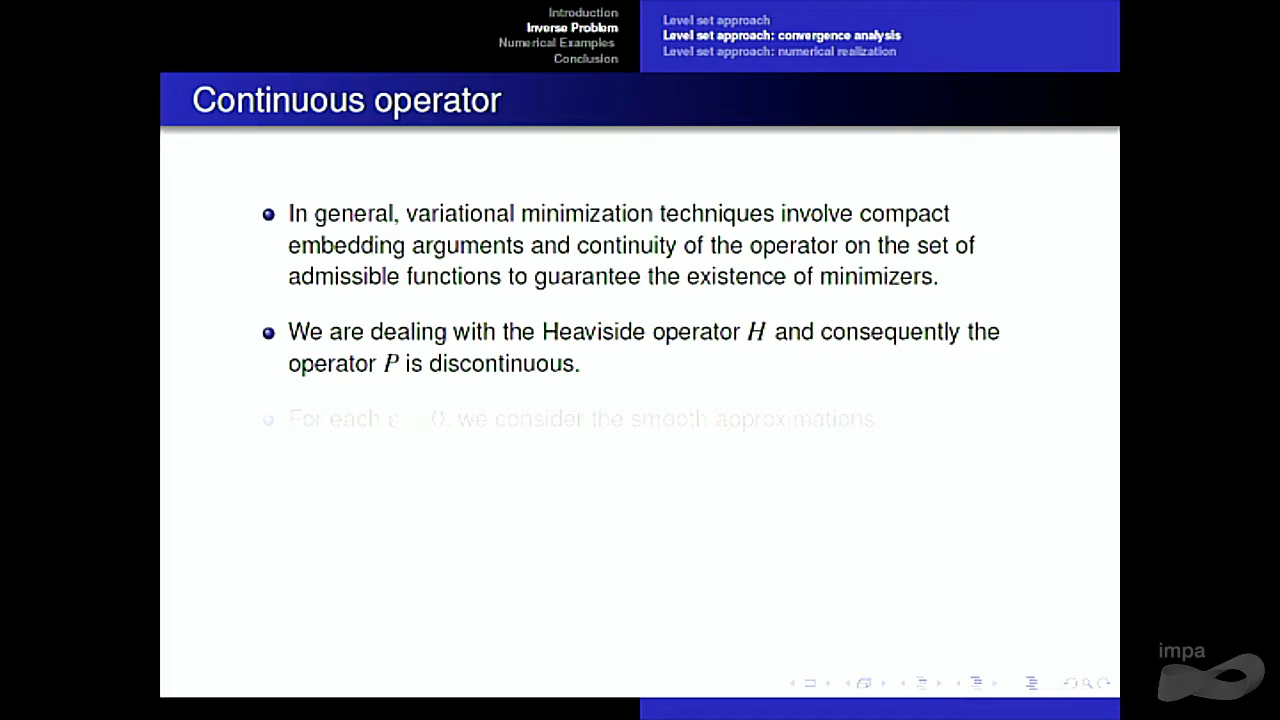 Introduction
Inverse Problem
Numerical Examples
Conclusion
Level set approach
Level set approach: convergence analysis
Level set approach: numerical realization
Continuous operator
In general, variational minimization techniques involve compact
embedding arguments and continuity of the operator on the set of
admissible functions to guarantee the existence of minimizers.
We are dealing with the Heaviside operator H and consequently the
operator P is discontinuous.
For each ε 0, we consider the smooth approximations
impa